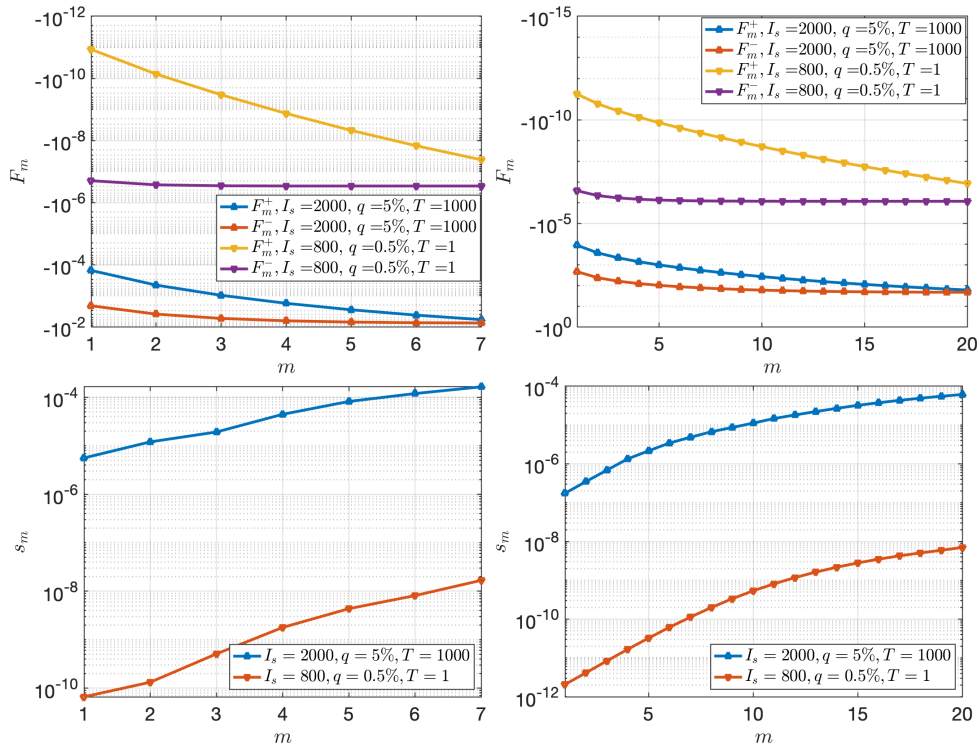 -10^{-12}
-10^{-10}
-10^{-8}
-10^{-6}
-10^{-4}
-10^{-2}
F_m
F_m^+, I_s =2000, q =5%, T =1000
F_m^-, I_s =2000, q =5%, T =1000
F_m^+, I_s =800, q =0.5%, T =1
F_m^-, I_s =800, q =0.5%, T =1
1 2 3 4 5 6 7
m
-10^{-15}
-10^{-10}
-10^{-5}
-10^0
F_m
F_m^+, I_s =2000, q =5%, T =1000
F_m^-, I_s =2000, q =5%, T =1000
F_m^+, I_s =800, q =0.5%, T =1
F_m^-, I_s =800, q =0.5%, T =1
5 10 15 20
m
10^{-4}
10^{-6}
10^{-8}
10^{-10}
s_m
I_s = 2000, q = 5%, T = 1000
I_s = 800, q = 0.5%, T = 1
1 2 3 4 5 6 7
m
10^{-4}
10^{-6}
10^{-8}
10^{-10}
10^{-12}
s_m
I_s = 2000, q = 5%, T = 1000
I_s = 800, q = 0.5%, T = 1
5 10 15 20
m